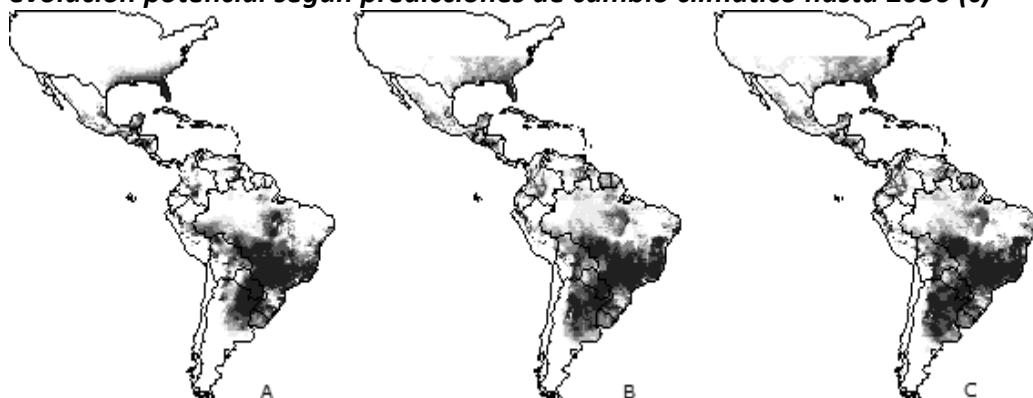 evolución potencial según predicciones de cambio climático hasta 2050 (c)
A B C